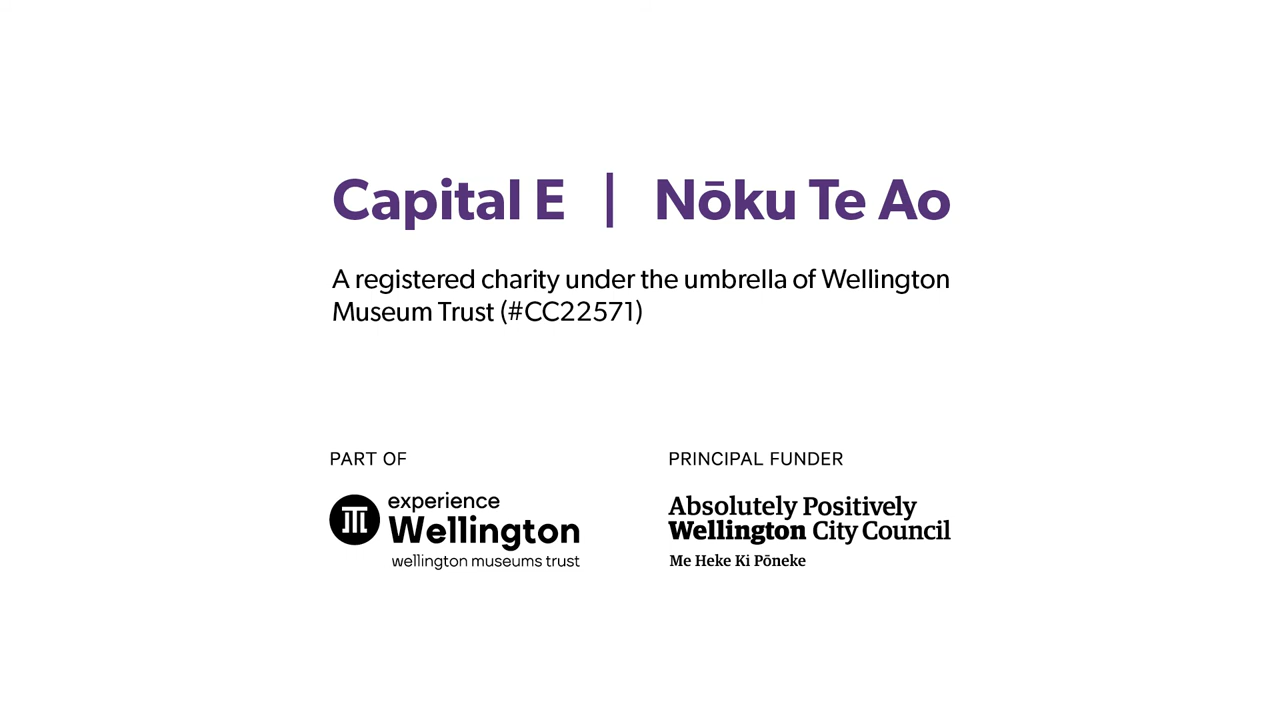 Capital E | Nōku Te Ao
A registered charity under the umbrella of Wellington
Museum Trust (#CC22571)
PART OF
experience
Wellington
wellington museums trust
PRINCIPAL FUNDER
Absolutely Positively
Wellington City Council
Me Heke Ki Pōneke